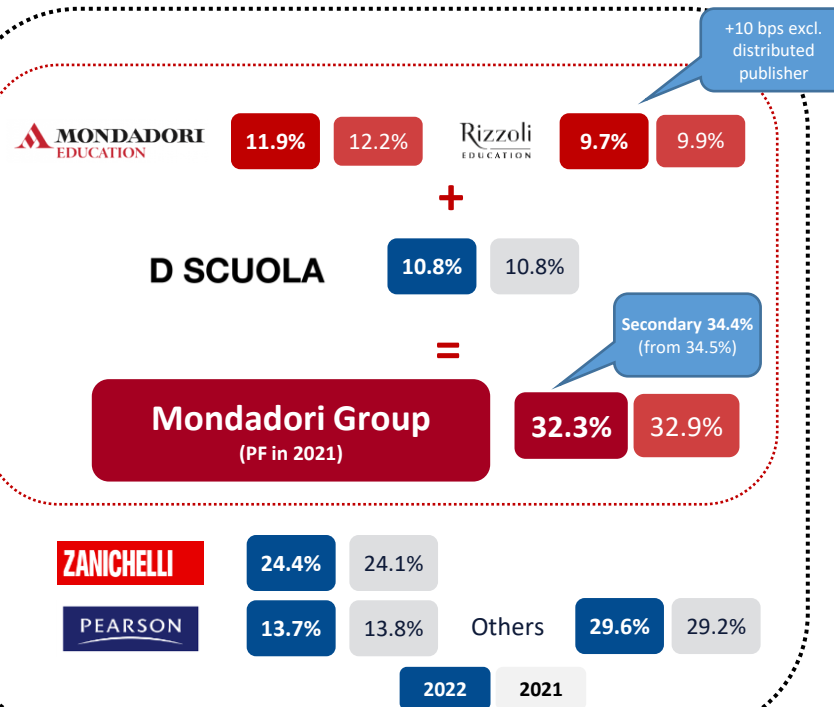 +10 bps excl.
distributed
publisher
MONDADORI
EDUCATION
11.9%
12.2%
Rizzoli
EDUCATION
9.7%
9.9%
+
D SCUOLA
10.8%
10.8%
=
Secondary 34.4%
(from 34.5%)
Mondadori Group
(PF in 2021)
32.3%
32.9%
ZANICHELLI
24.4%
24.1%
PEARSON
13.7%
13.8%
Others
29.6%
29.2%
2022
2021